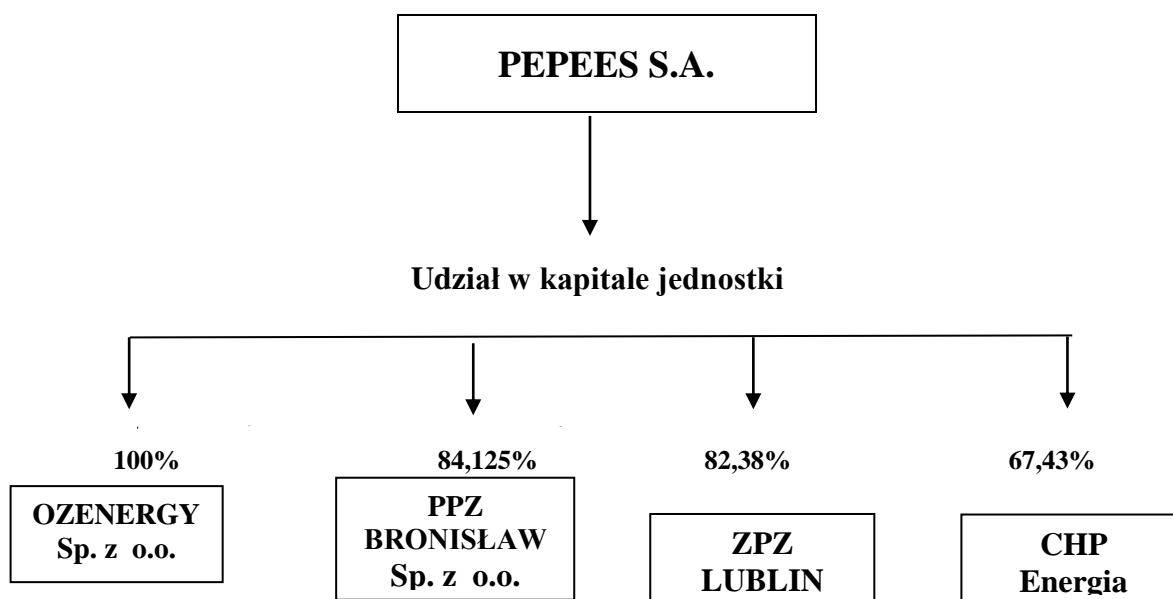 PEPEES S.A.
Udział w kapitale jednostki
100%
84,125%
82,38%
67,43%
OZENERGY
Sp. z o.o.
PPZ
BRONISŁAW
Sp. z o.o.
ZPZ
LUBLIN
CHP
Energia